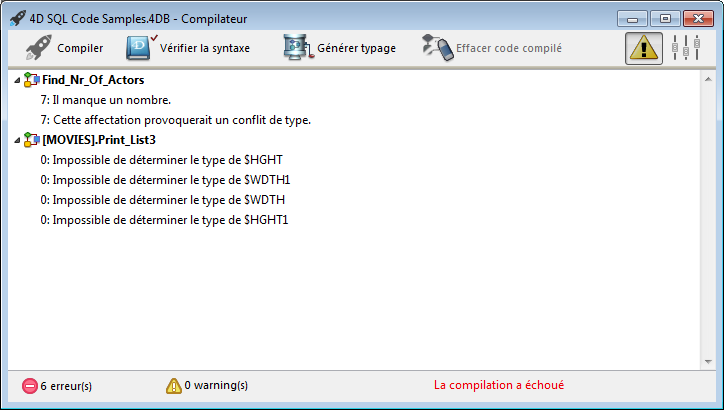 4D SQL Code Samples.4DB - Compilateur
Compiler Vérifier la syntaxe Générer typage Effacer code compilé
Find_Nr_Of_Actors
7: Il manque un nombre.
7: Cette affectation provoquerait un conflit de type.
[MOVIES].Print_List3
0: Impossible de déterminer le type de $HGHT
0: Impossible de déterminer le type de $WDTH1
0: Impossible de déterminer le type de $WDTH
0: Impossible de déterminer le type de $HGHT1
6 erreur(s) 0 warning(s) La compilation a échoué